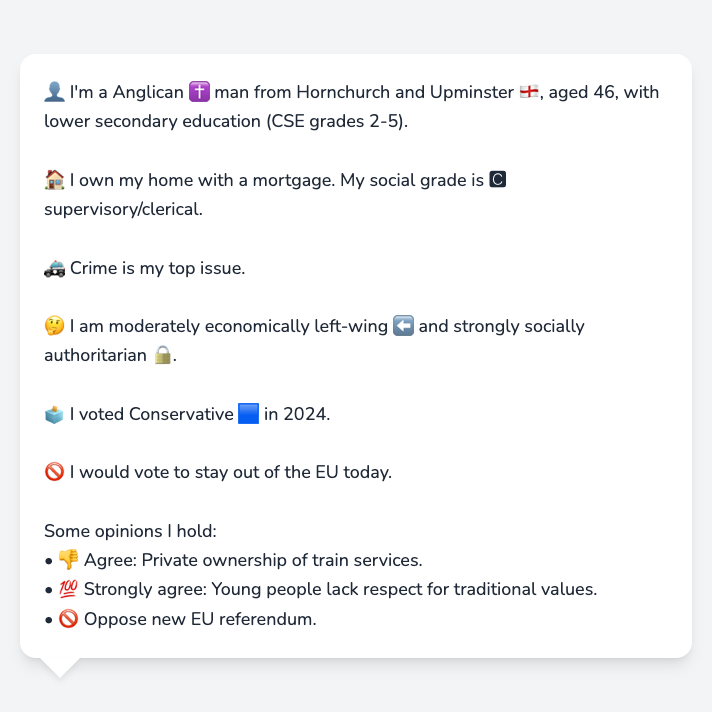 👤 I'm a Anglican ✝️ man from Hornchurch and Upminster 🏴󠁧󠁢󠁥󠁮󠁧󠁿, aged 46, with
lower secondary education (CSE grades 2-5).
🏠 I own my home with a mortgage. My social grade is 🅲
supervisory/clerical.
🚓 Crime is my top issue.
🤔 I am moderately economically left-wing ⬅️ and strongly socially
authoritarian 🔒.
🗳️ I voted Conservative 🟦 in 2024.
🚫 I would vote to stay out of the EU today.
Some opinions I hold:
• 👎 Agree: Private ownership of train services.
• 💯 Strongly agree: Young people lack respect for traditional values.
• 🚫 Oppose new EU referendum.